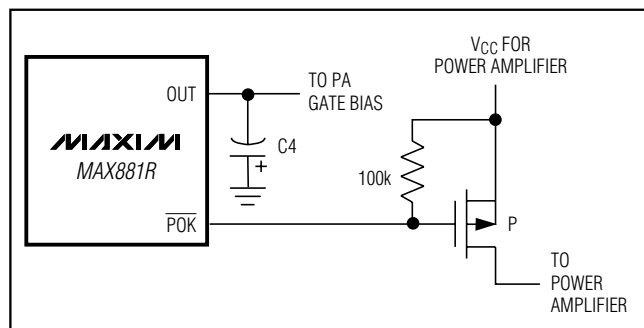 VCC FOR
POWER AMPLIFIER
OUT
TO PA
GATE BIAS
MAXIM
MAX881R
C4
+
100k
POK
P
TO
POWER
AMPLIFIER